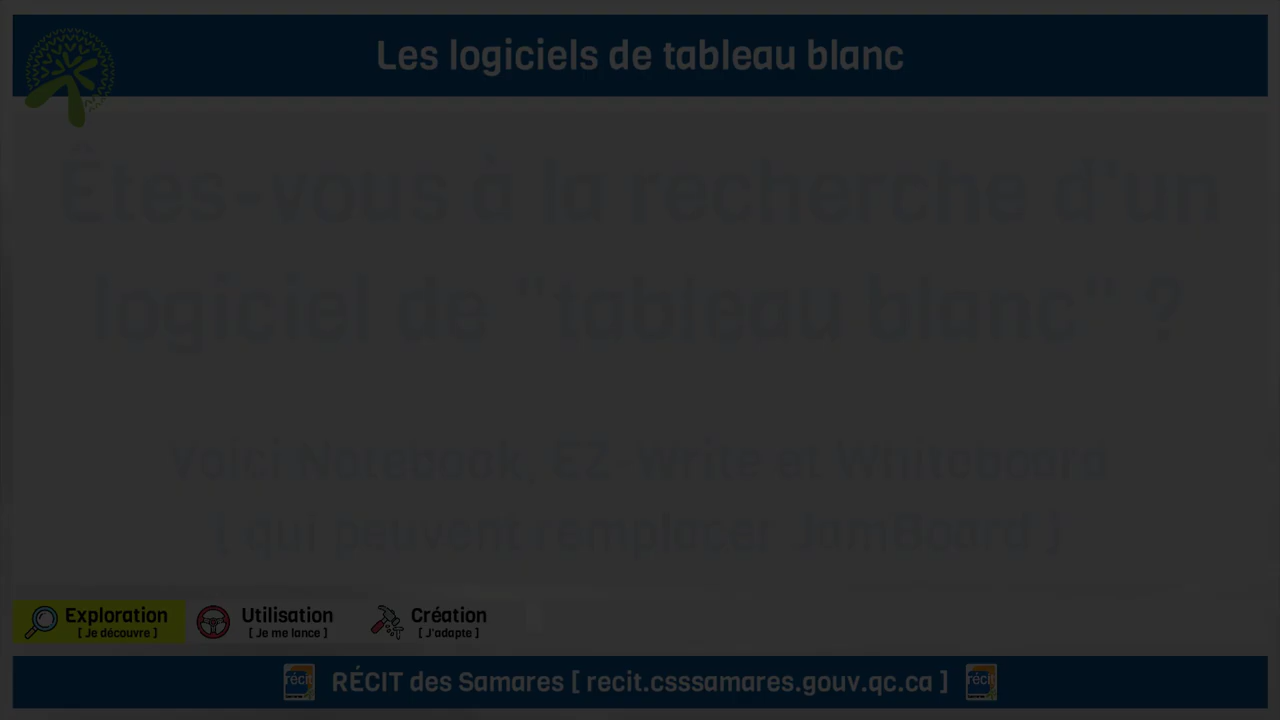 Les logiciels de tableau blanc
Êtes-vous à la recherche d'un
logiciel de "tableau blanc" ?
Voici Notebook, EZ-Write et Whiteboard
[ qui peuvent remplacer JamBoard ]
Exploration
[ Je découvre ]
Utilisation
[ Je me lance ]
Création
[ J'adapte ]
récit
RÉCIT des Samares [ recit.csssamares.gouv.qc.ca ]
récit